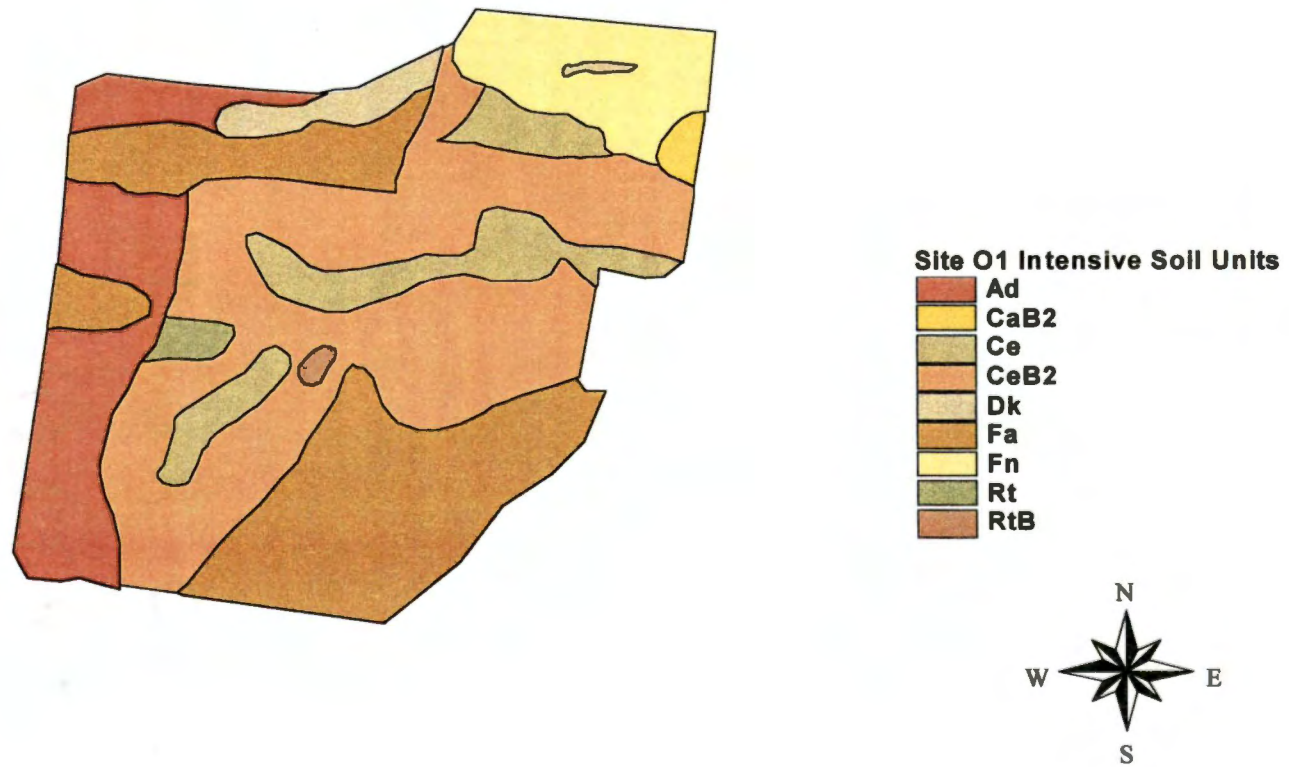 Site O1 Intensive Soil Units
Ad
CaB2
Ce
CeB2
Dk
Fa
Fn
Rt
RtB
N
W E
S